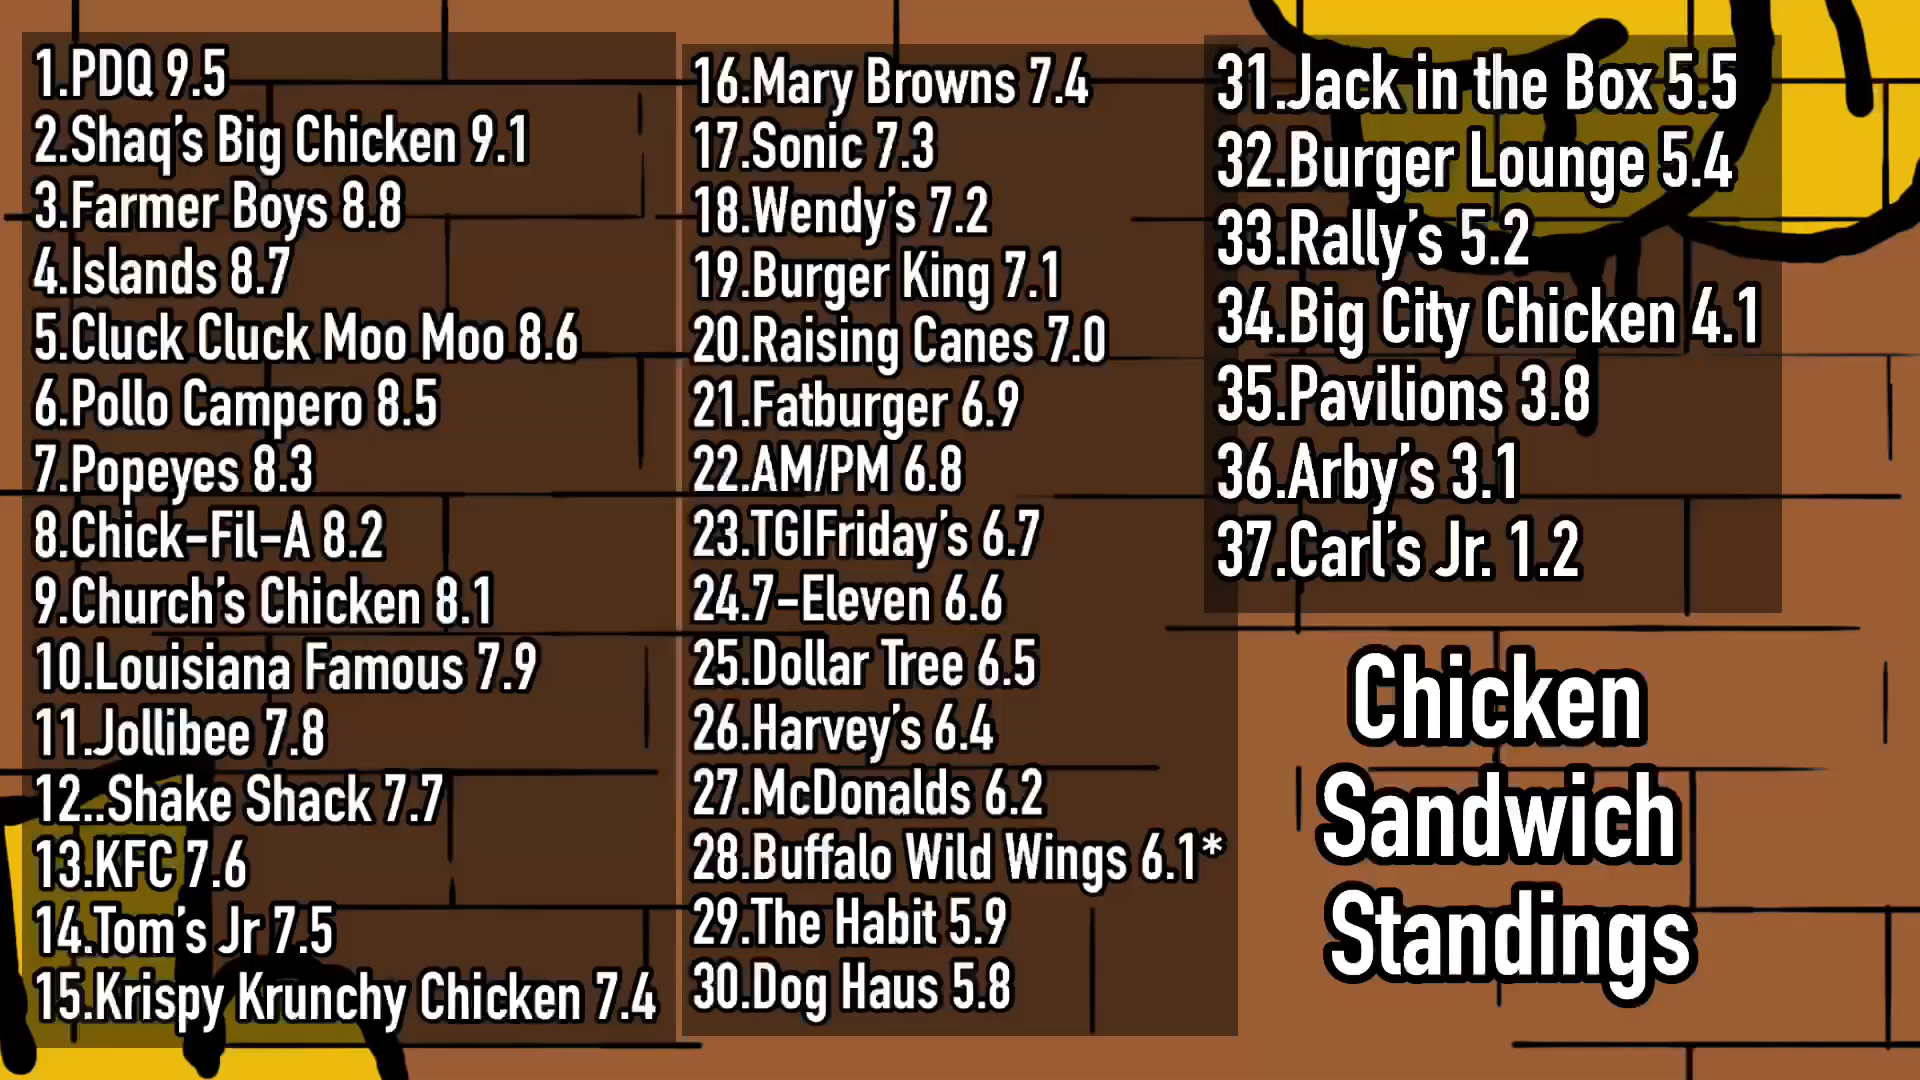 1.PDQ 9.5
2.Shaq's Big Chicken 9.1
3.Farmer Boys 8.8
4.Islands 8.7
5.Cluck Cluck Moo Moo 8.6
6.Pollo Campero 8.5
7.Popeyes 8.3
8.Chick-Fil-A 8.2
9.Church's Chicken 8.1
10.Louisiana Famous 7.9
11.Jollibee 7.8
12..Shake Shack 7.7
13.KFC 7.6
14.Tom's Jr 7.5
15.Krispy Krunchy Chicken 7.4
16.Mary Browns 7.4
17.Sonic 7.3
18.Wendy's 7.2
19.Burger King 7.1
20.Raising Canes 7.0
21.Fatburger 6.9
22.AM/PM 6.8
23.TGIFriday's 6.7
24.7-Eleven 6.6
25.Dollar Tree 6.5
26.Harvey's 6.4
27.McDonalds 6.2
28.Buffalo Wild Wings 6.1*
29.The Habit 5.9
30.Dog Haus 5.8
31.Jack in the Box 5.5
32.Burger Lounge 5.4
33.Rally's 5.2
34.Big City Chicken 4.1
35.Pavilions 3.8
36.Arby's 3.1
37.Carl's Jr. 1.2
Chicken
Sandwich
Standings